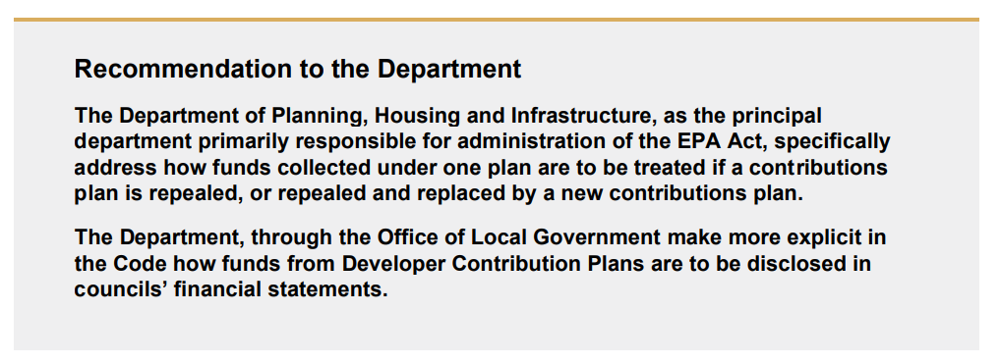 Recommendation to the Department
The Department of Planning, Housing and Infrastructure, as the principal
department primarily responsible for administration of the EPA Act, specifically
address how funds collected under one plan are to be treated if a contributions
plan is repealed, or repealed and replaced by a new contributions plan.
The Department, through the Office of Local Government make more explicit in
the Code how funds from Developer Contribution Plans are to be disclosed in
councils’ financial statements.